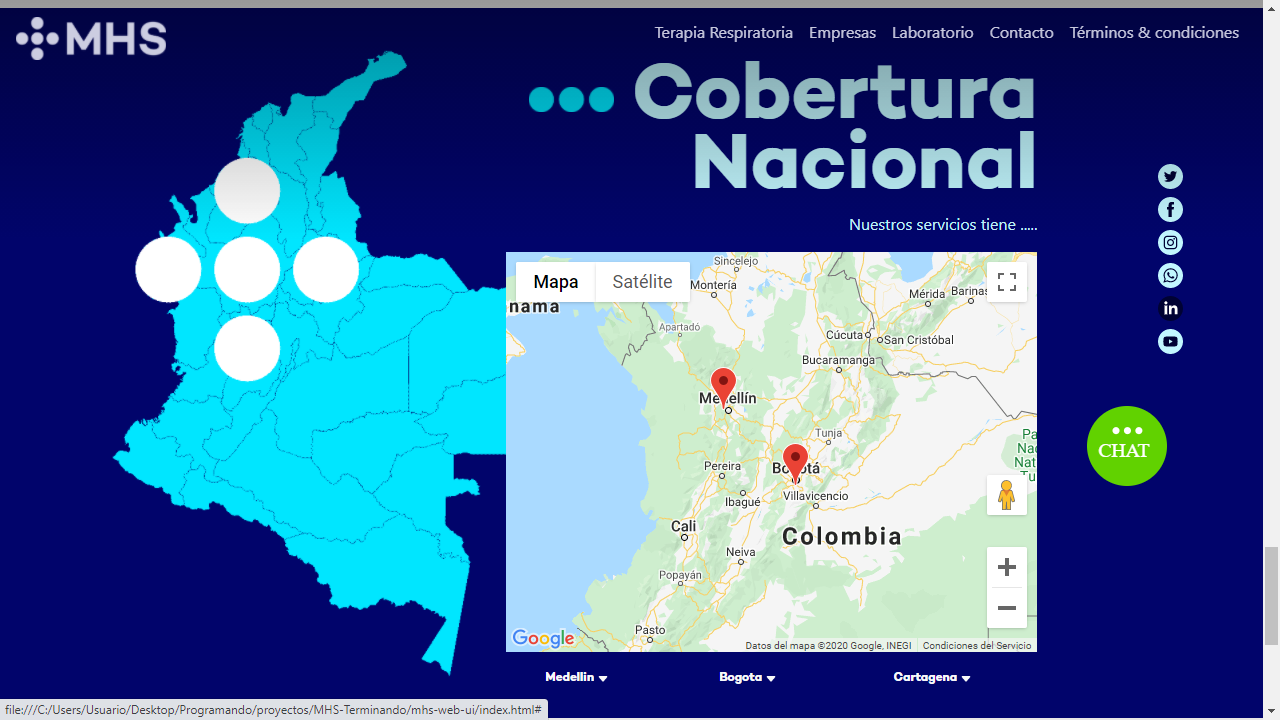 MHS
Terapia Respiratoria Empresas Laboratorio Contacto Términos & condiciones
Cobertura
Nacional
Nuestros servicios tiene .....
Mapa Satélite
Sincelejo
Montería
nama
Mérida
Barinas
Apartadó
Cúcuta
San Cristóbal
Bucaramanga
Medellín
Tunja
Pereira
Bogotá
Ibagué
Villavicencio
CHAT
Cali
Colombia
Neiva
Popayán
Pasto
Google
Datos del mapa ©2020 Google, INEGI Condiciones del Servicio
Medellin Bogota Cartagena
file:///C:/Users/Usuario/Desktop/Programando/proyectos/MHS-Terminando/mhs-web-ui/index.html#